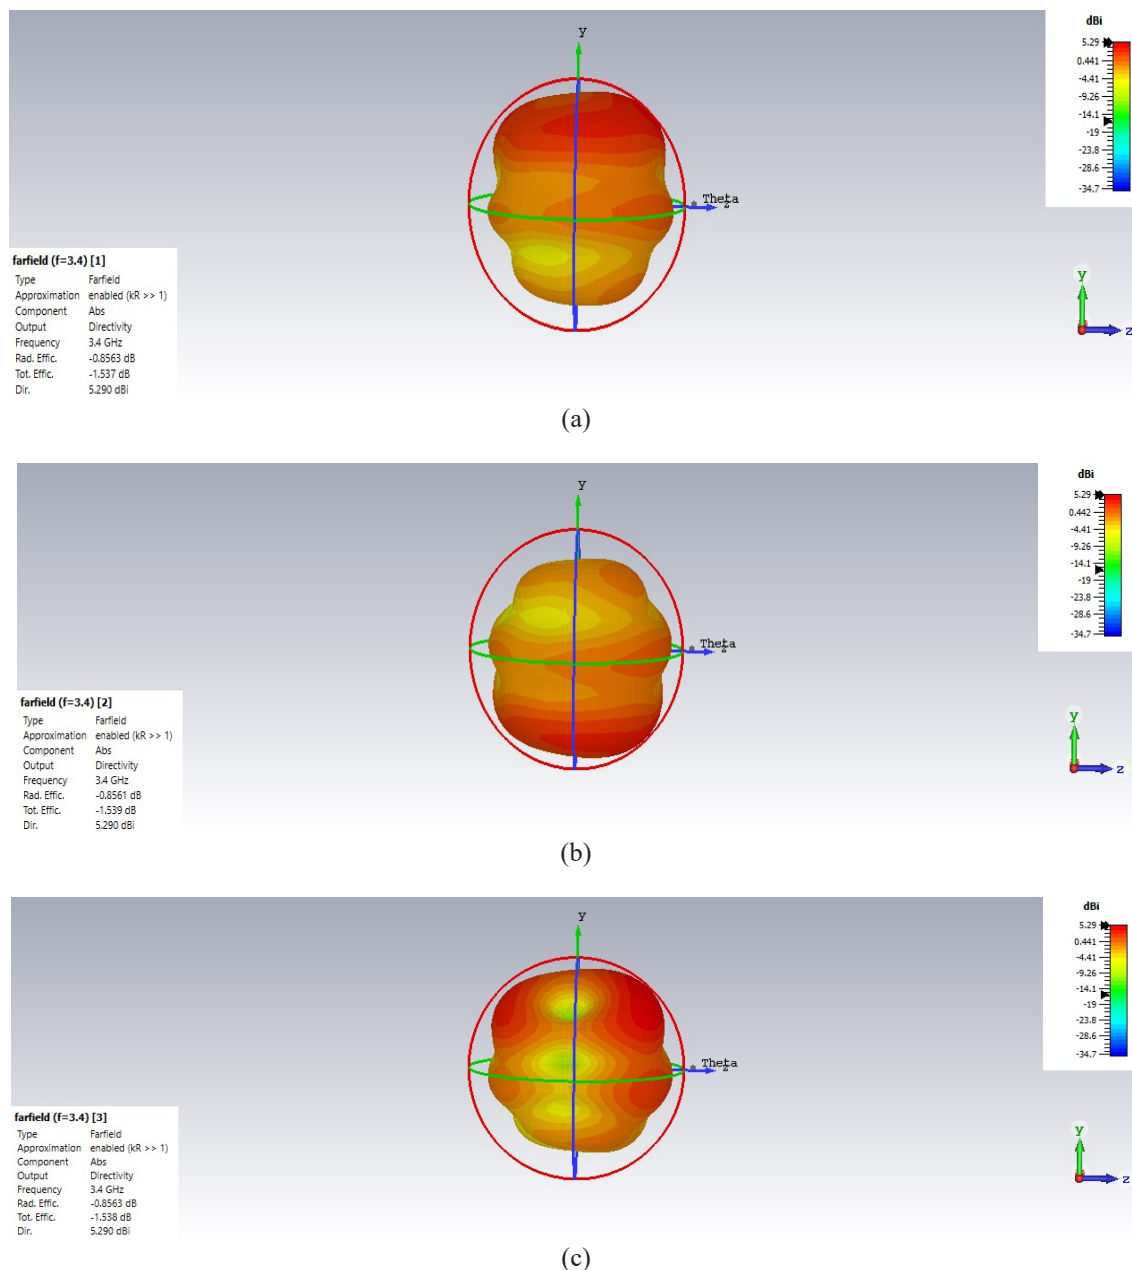 y
Theta
z
dBi
5.29
0.441
-4.41
-9.26
-14.1
-19
-23.8
-28.6
-34.7
farfield (f=3.4) [1]
Type Farfield
Approximation enabled (kR >> 1)
Component Abs
Output Directivity
Frequency 3.4 GHz
Rad. Effic. -0.8563 dB
Tot. Effic. -1.537 dB
Dir. 5.290 dBi
y
z
(a)
y
Theta
z
dBi
5.29
0.442
-4.41
-9.26
-14.1
-19
-23.8
-28.6
-34.7
farfield (f=3.4) [2]
Type Farfield
Approximation enabled (kR >> 1)
Component Abs
Output Directivity
Frequency 3.4 GHz
Rad. Effic. -0.8561 dB
Tot. Effic. -1.539 dB
Dir. 5.290 dBi
y
z
(b)
y
Theta
z
dBi
5.29
0.441
-4.41
-9.26
-14.1
-19
-23.8
-28.6
-34.7
farfield (f=3.4) [3]
Type Farfield
Approximation enabled (kR >> 1)
Component Abs
Output Directivity
Frequency 3.4 GHz
Rad. Effic. -0.8563 dB
Tot. Effic. -1.538 dB
Dir. 5.290 dBi
y
z
(c)